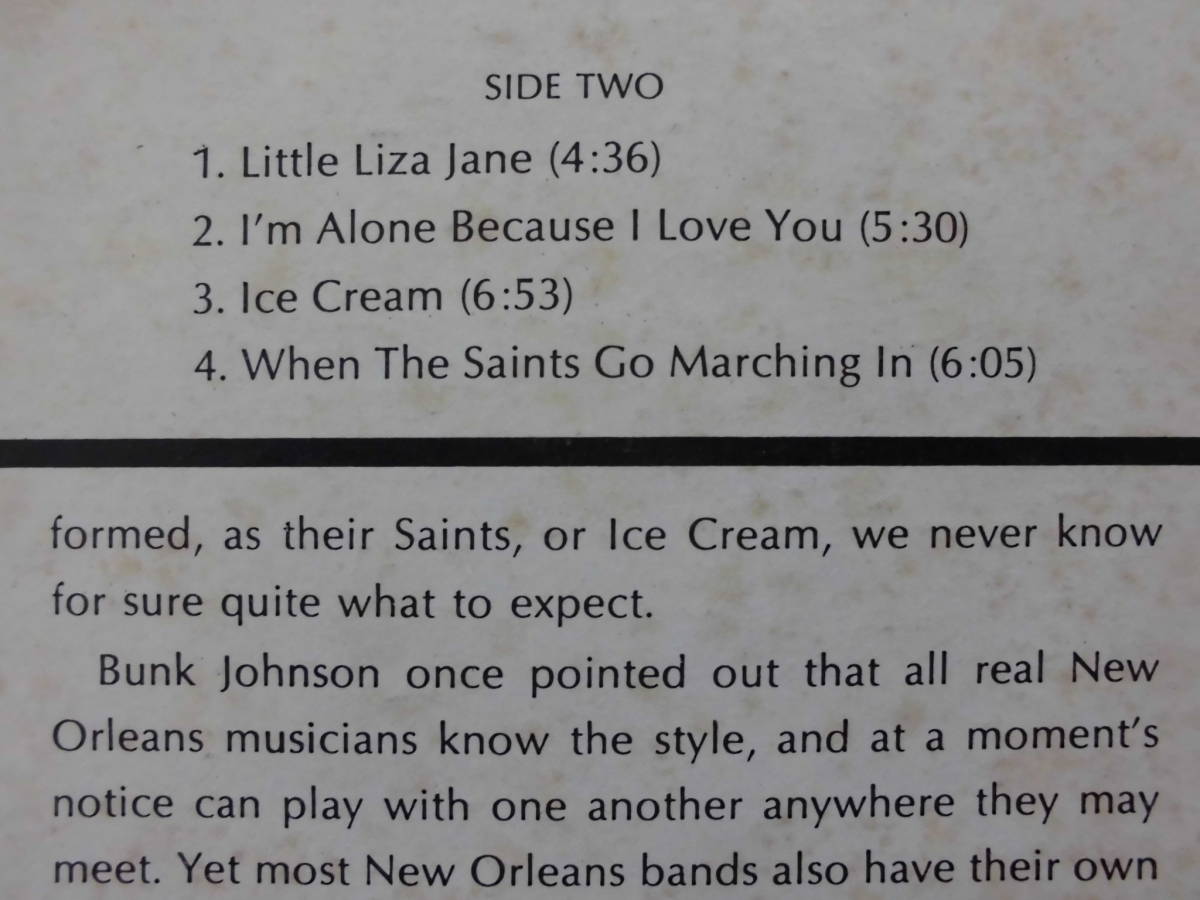 SIDE TWO
1. Little Liza Jane (4:36)
2. I'm Alone Because I Love You (5:30)
3. Ice Cream (6:53)
4. When The Saints Go Marching In (6:05)
formed, as their Saints, or Ice Cream, we never know
for sure quite what to expect.
Bunk Johnson once pointed out that all real New
Orleans musicians know the style, and at a moment's
notice can play with one another anywhere they may
meet. Yet most New Orleans bands also have their own